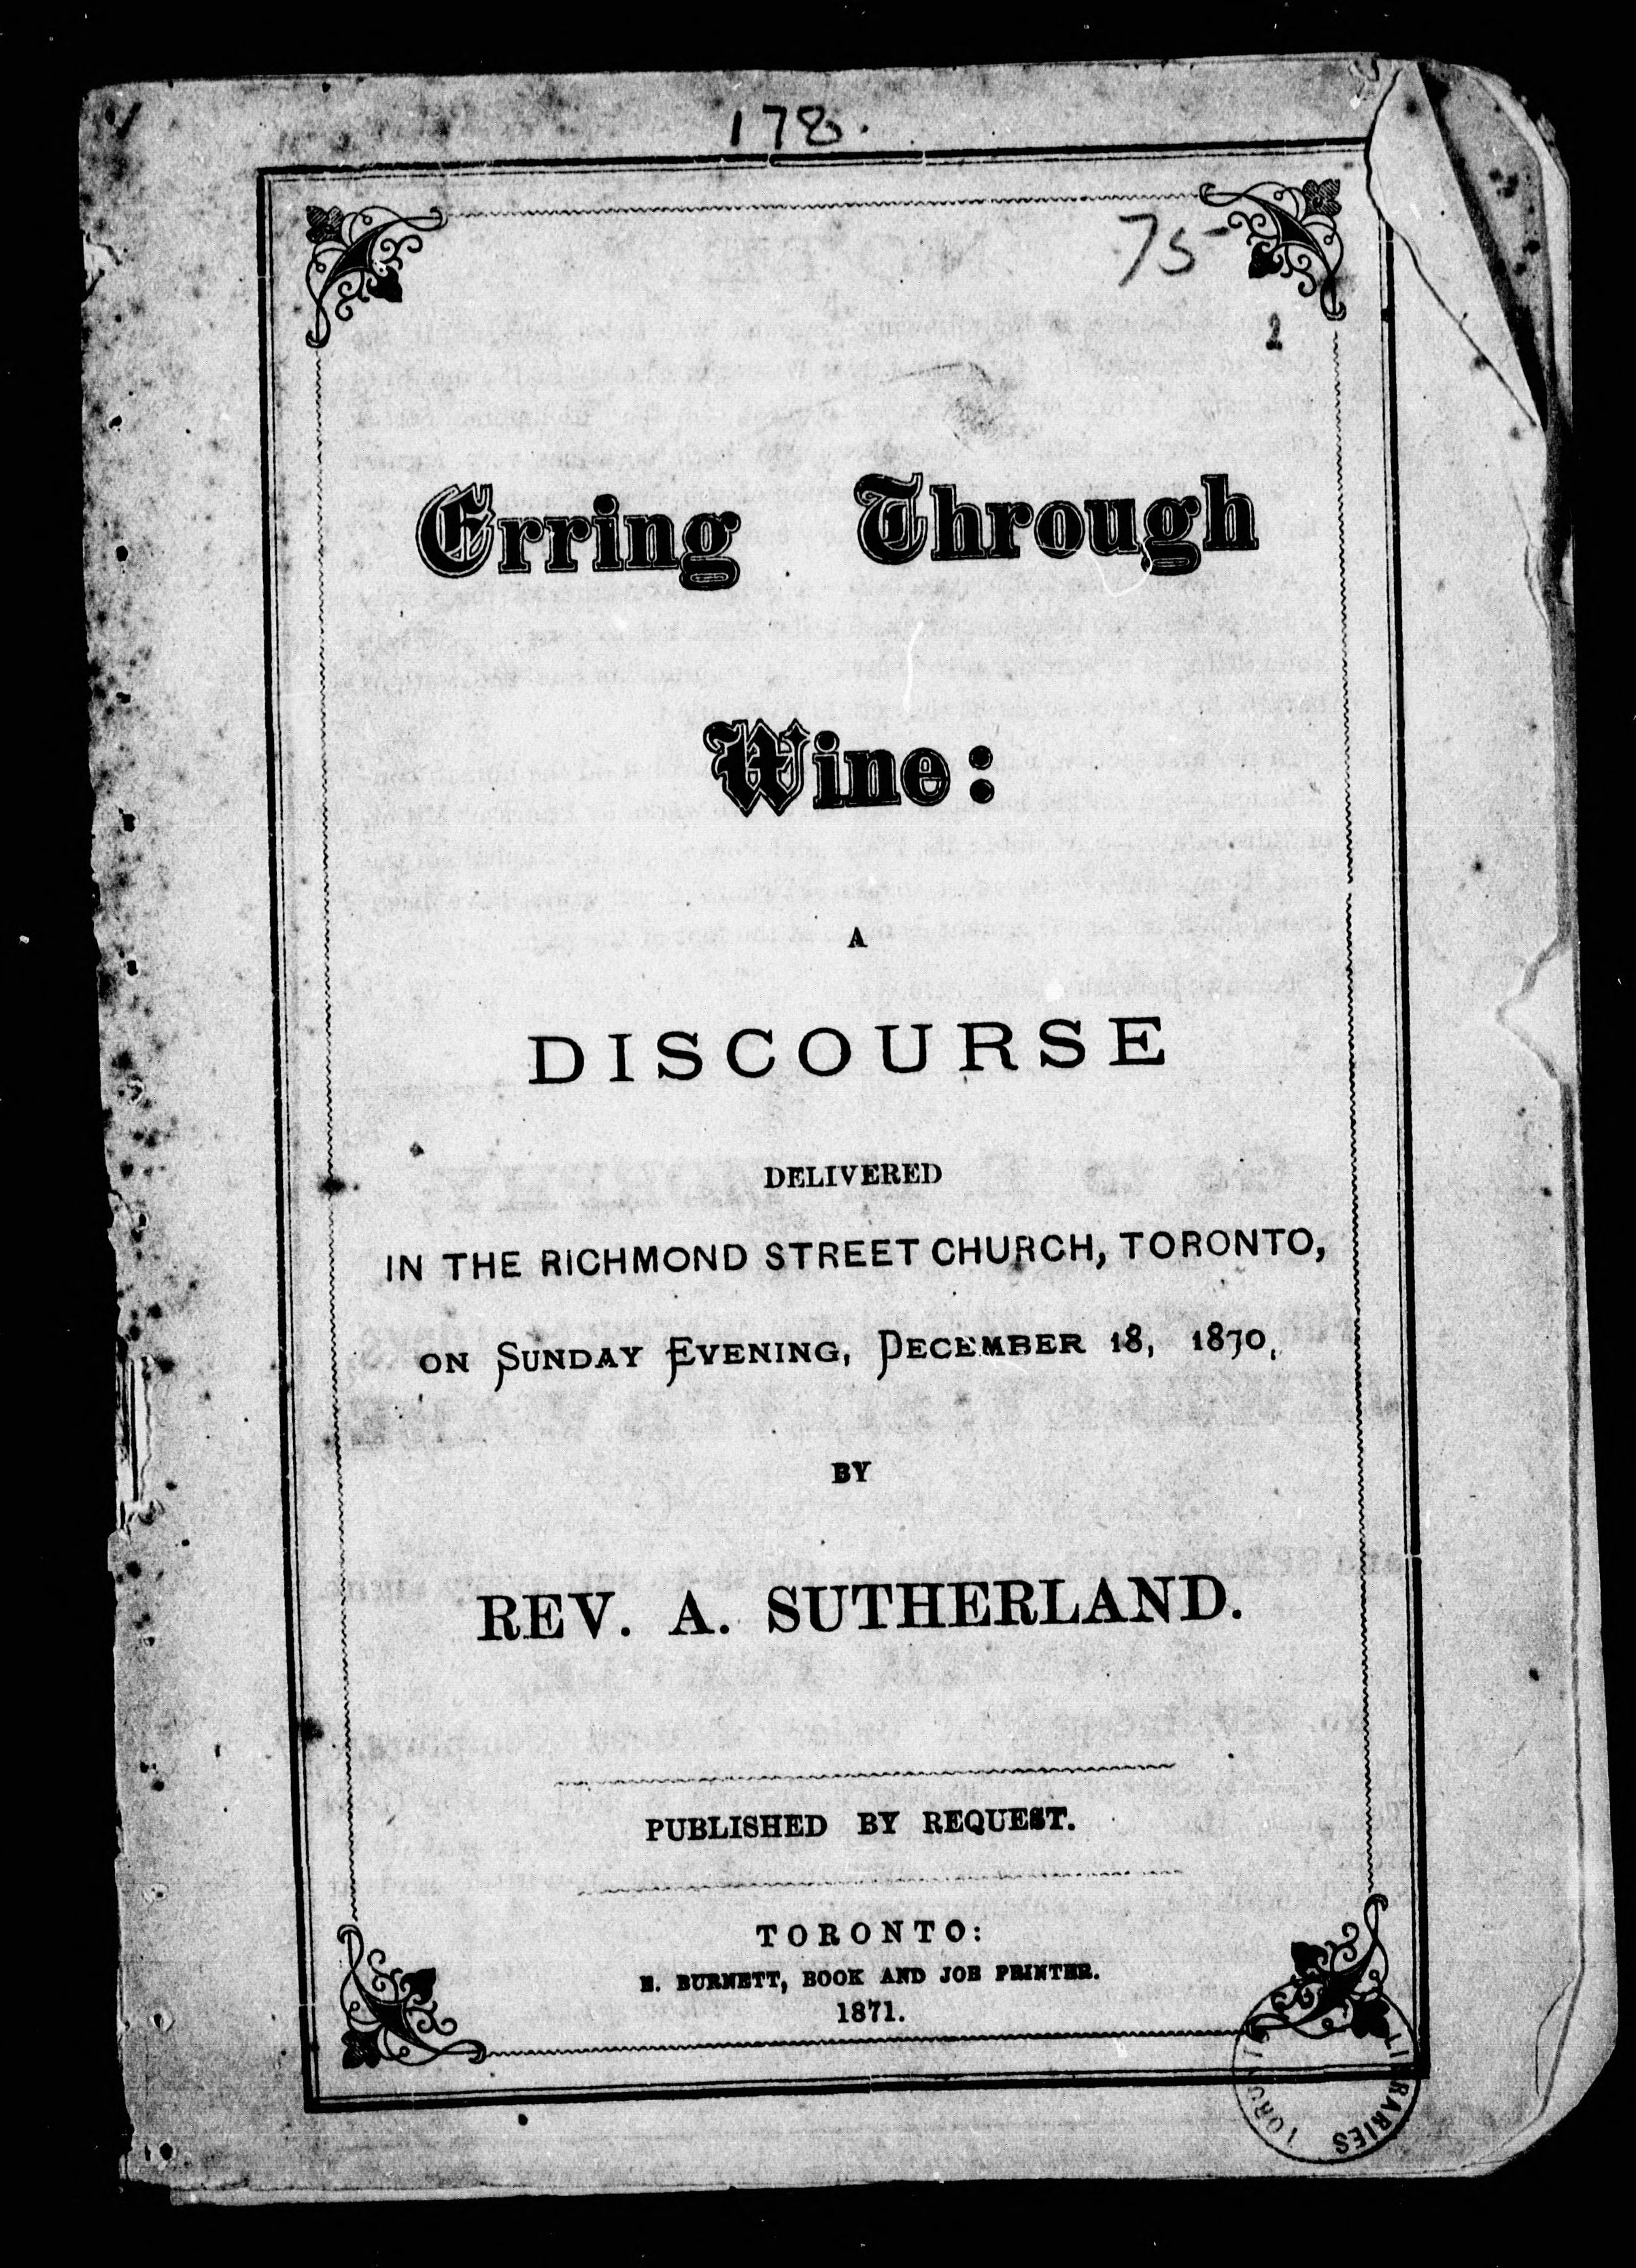 178.
75-
2
Erring Through
Wine:
A
DISCOURSE
DELIVERED
IN THE RICHMOND STREET CHURCH, TORONTO,
ON SUNDAY EVENING, DECEMBER 18, 1870,
BY
REV. A. SUTHERLAND.
PUBLISHED BY REQUEST.
TORONTO:
E. BURNETT, BOOK AND JOB PRINTER.
1871.